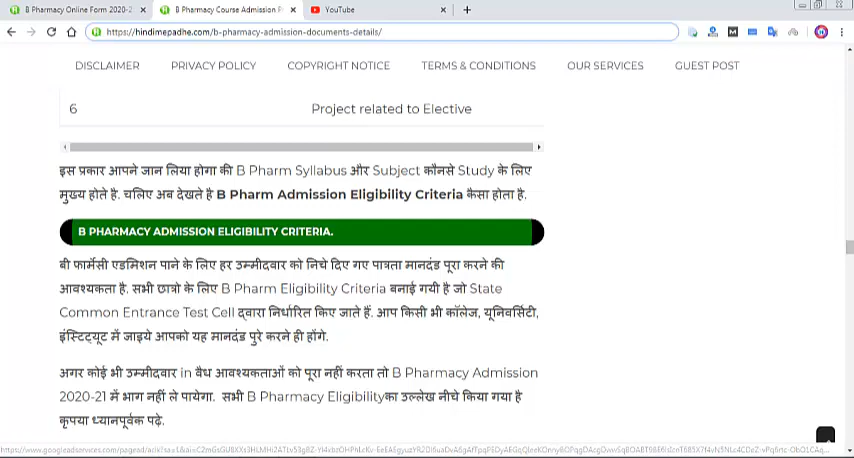 B Pharmacy Online Form 2020-2
B Pharmacy Course Admission P
YouTube
https://hindimepadhe.com/b-pharmacy-admission-documents-details/
DISCLAIMER PRIVACY POLICY COPYRIGHT NOTICE TERMS & CONDITIONS OUR SERVICES GUEST POST
6 Project related to Elective
इस प्रकार आपने जान लिया होगा की B Pharm Syllabus और Subject कौनसे Study के लिए
मुख्य होते है. चलिए अब देखते है B Pharm Admission Eligibility Criteria कैसा होता है.
B PHARMACY ADMISSION ELIGIBILITY CRITERIA.
बी फार्मेसी एडमिशन पाने के लिए हर उम्मीदवार को निचे दिए गए पात्रता मानदंड पूरा करने की
आवश्यकता है. सभी छात्रो के लिए B Pharm Eligibility Criteria बनाई गयी है जो State
Common Entrance Test Cell द्वारा निर्धारित किए जाते हैं. आप किसी भी कॉलेज, यूनिवर्सिटी,
इंस्टिट्यूट में जाइये आपको यह मानदंड पुरे करने ही होंगे.
अगर कोई भी उम्मीदवार in वैध आवश्यकताओं को पूरा नहीं करता तो B Pharmacy Admission
2020-21 में भाग नहीं ले पायेगा. सभी B Pharmacy Eligibilityका उल्लेख नीचे किया गया है
कृपया ध्यानपूर्वक पढ़े.